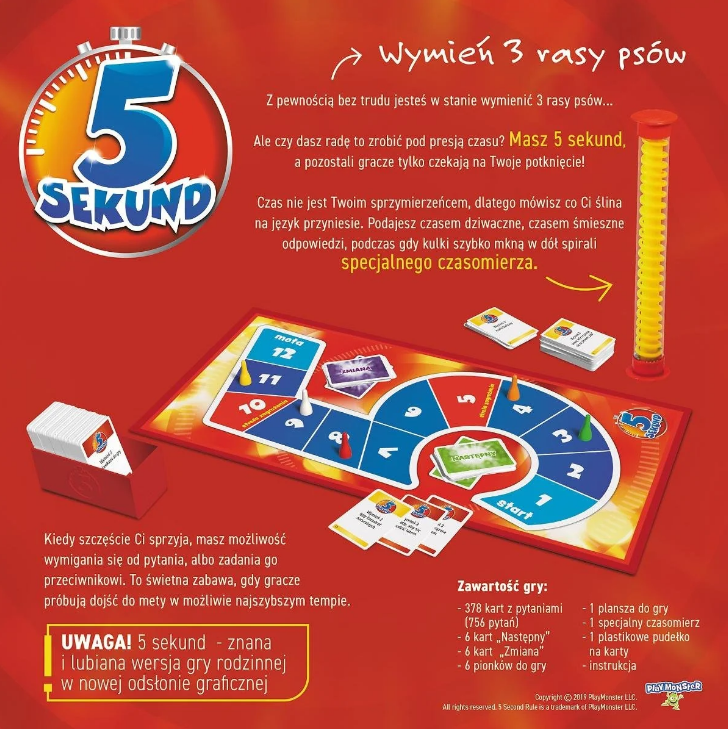 5
SEKUND
Wymień 3 rasy psów
Z pewnością bez trudu jesteś w stanie wymienić 3 rasy psów...
Ale czy dasz radę to zrobić pod presją czasu? Masz 5 sekund,
a pozostali gracze tylko czekają na Twoje potknięcie!
Czas nie jest Twoim sprzymierzeńcem, dlatego mówisz co Ci ślina
na język przyniesie. Podajesz czasem dziwaczne, czasem śmieszne
odpowiedzi, podczas gdy kulki szybko mkną w dół spirali
specjalnego czasomierza.
meta
12
11
10
9
8
7
6
5
4
3
2
1
start
ZMIANA
NASTĘPNY
5
SEKUND
Kiedy szczęście Ci sprzyja, masz możliwość
wymigania się od pytania, albo zadania go
przeciwnikowi. To świetna zabawa, gdy gracze
próbują dojść do mety w możliwie najszybszym tempie.
UWAGA! 5 sekund - znana
i lubiana wersja gry rodzinnej
w nowej odsłonie graficznej
Zawartość gry:
- 378 kart z pytaniami
(756 pytań)
- 6 kart „Następny”
- 6 kart „Zmiana”
- 6 pionków do gry
- 1 plansza do gry
- 1 specjalny czasomierz
- 1 plastikowe pudełko
na karty
- instrukcja
Copyright © 2019 PlayMonster LLC.
All rights reserved. 5 Second Rule is a trademark of PlayMonster LLC.
PLAY MONSTER